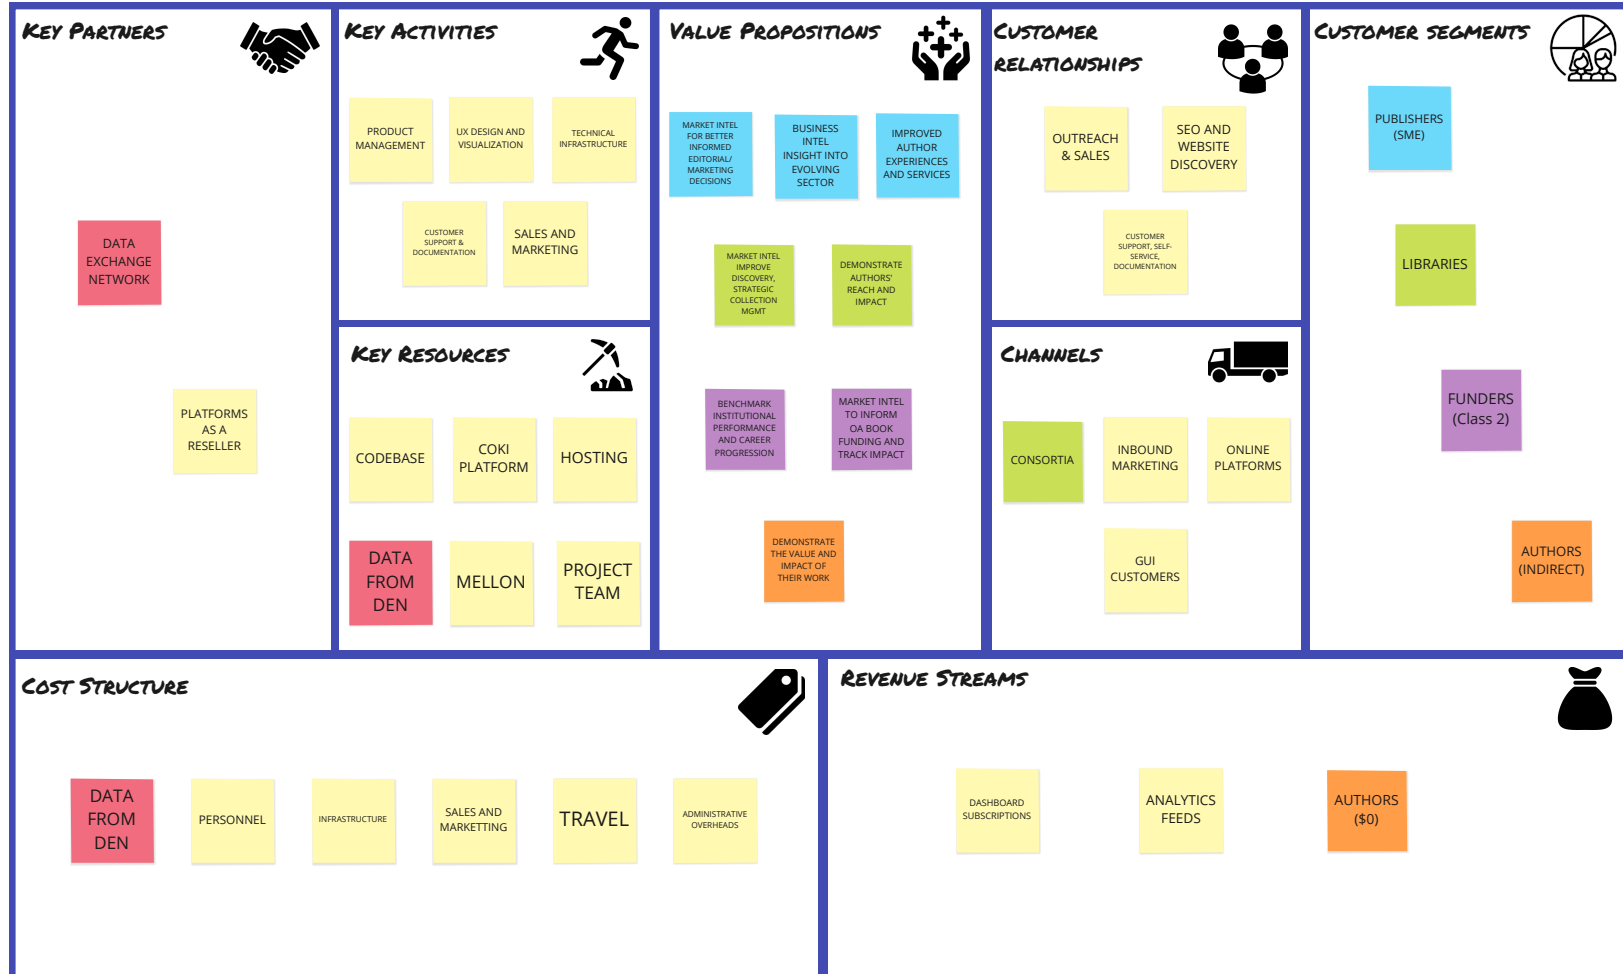 KEY PARTNERS
DATA
EXCHANGE
NETWORK
PLATFORMS
AS A
RESELLER
KEY ACTIVITIES
PRODUCT
MANAGEMENT
UX DESIGN AND
VISUALIZATION
TECHNICAL
INFRASTRUCTURE
CUSTOMER
SUPPORT &
DOCUMENTATION
SALES AND
MARKETING
KEY RESOURCES
CODEBASE
COKI
PLATFORM
HOSTING
DATA
FROM
DEN
MELLON
PROJECT
TEAM
VALUE PROPOSITIONS
MARKET INTEL
FOR BETTER
INFORMED
EDITORIAL/
MARKETING
DECISIONS
BUSINESS
INTEL
INSIGHT INTO
EVOLVING
SECTOR
IMPROVED
AUTHOR
EXPERIENCES
AND SERVICES
MARKET INTEL
IMPROVE
DISCOVERY,
STRATEGIC
COLLECTION
MGMT
DEMONSTRATE
AUTHORS'
REACH AND
IMPACT
BENCHMARK
INSTITUTIONAL
PERFORMANCE
AND CAREER
PROGRESSION
MARKET INTEL
TO INFORM
OA BOOK
FUNDING AND
TRACK IMPACT
DEMONSTRATE
THE VALUE AND
IMPACT OF
THEIR WORK
CUSTOMER
RELATIONSHIPS
OUTREACH
& SALES
SEO AND
WEBSITE
DISCOVERY
CUSTOMER
SUPPORT, SELF-
SERVICE,
DOCUMENTATION
CHANNELS
CONSORTIA
INBOUND
MARKETING
ONLINE
PLATFORMS
GUI
CUSTOMERS
CUSTOMER SEGMENTS
PUBLISHERS
(SME)
LIBRARIES
FUNDERS
(Class 2)
AUTHORS
(INDIRECT)
COST STRUCTURE
DATA
FROM
DEN
PERSONNEL
INFRASTRUCTURE
SALES AND
MARKETTING
TRAVEL
ADMINISTRATIVE
OVERHEADS
REVENUE STREAMS
DASHBOARD
SUBSCRIPTIONS
ANALYTICS
FEEDS
AUTHORS
($0)